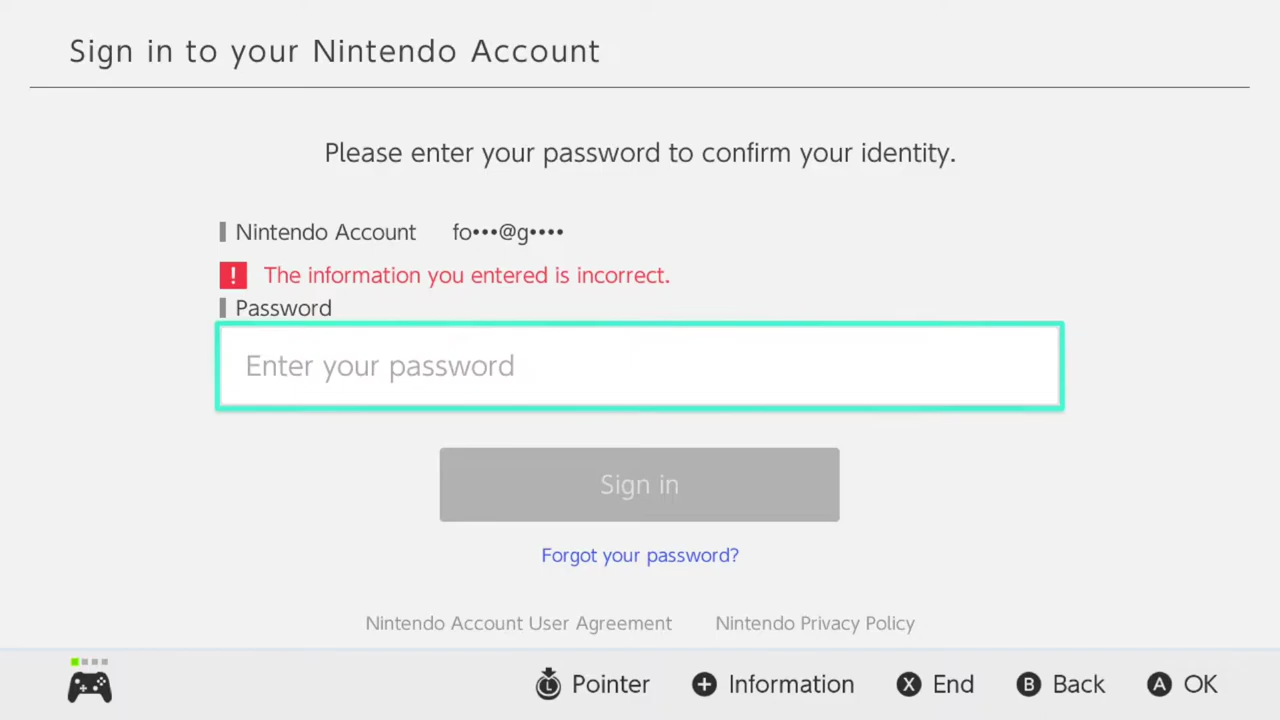 Sign in to your Nintendo Account
Please enter your password to confirm your identity.
Nintendo Account fo•••@g••••
! The information you entered is incorrect.
Password
Enter your password
Sign in
Forgot your password?
Nintendo Account User Agreement Nintendo Privacy Policy
L Pointer + Information X End B Back A OK